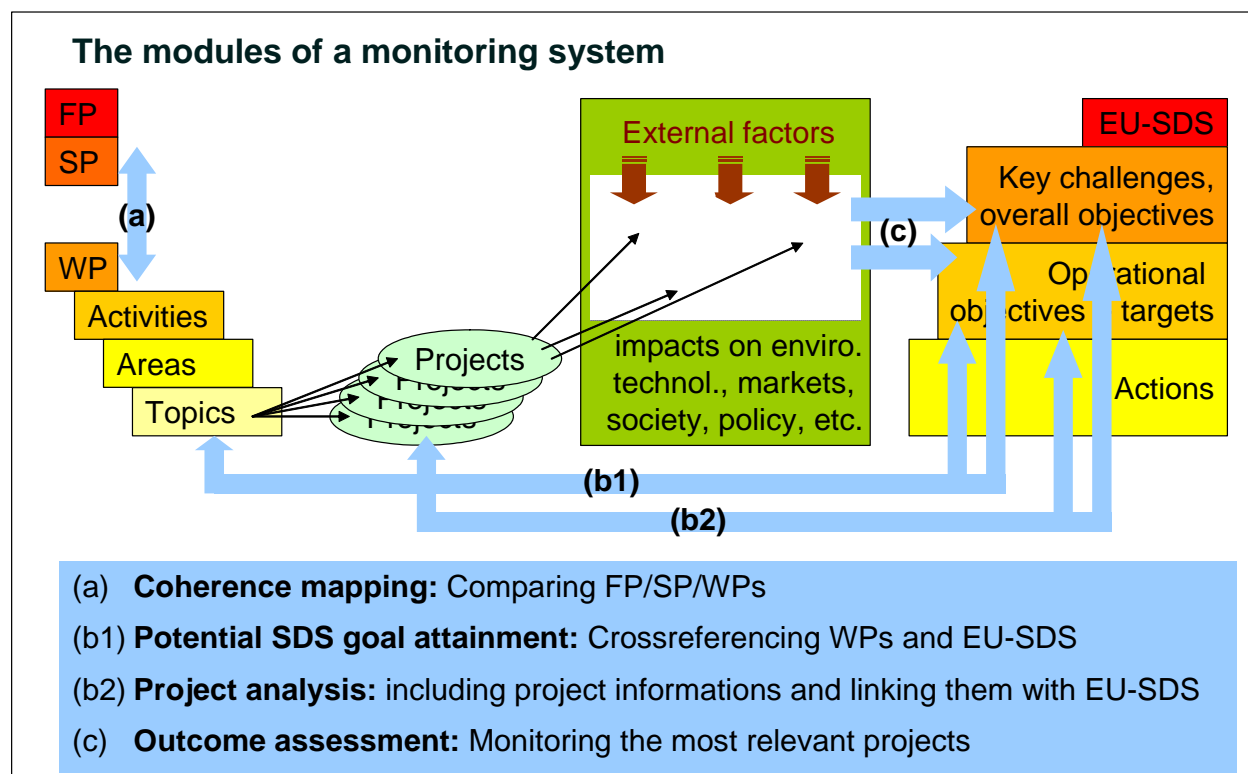 The modules of a monitoring system
FP
SP
(a)
WP
Activities
Areas
Topics
Projects
Projects
Projects
Projects
External factors
impacts on enviro.
technol., markets,
society, policy, etc.
(c)
EU-SDS
Key challenges,
overall objectives
Operational
objectives targets
Actions
(b1)
(b2)
(a) Coherence mapping: Comparing FP/SP/WPs
(b1) Potential SDS goal attainment: Crossreferencing WPs and EU-SDS
(b2) Project analysis: including project informations and linking them with EU-SDS
(c) Outcome assessment: Monitoring the most relevant projects